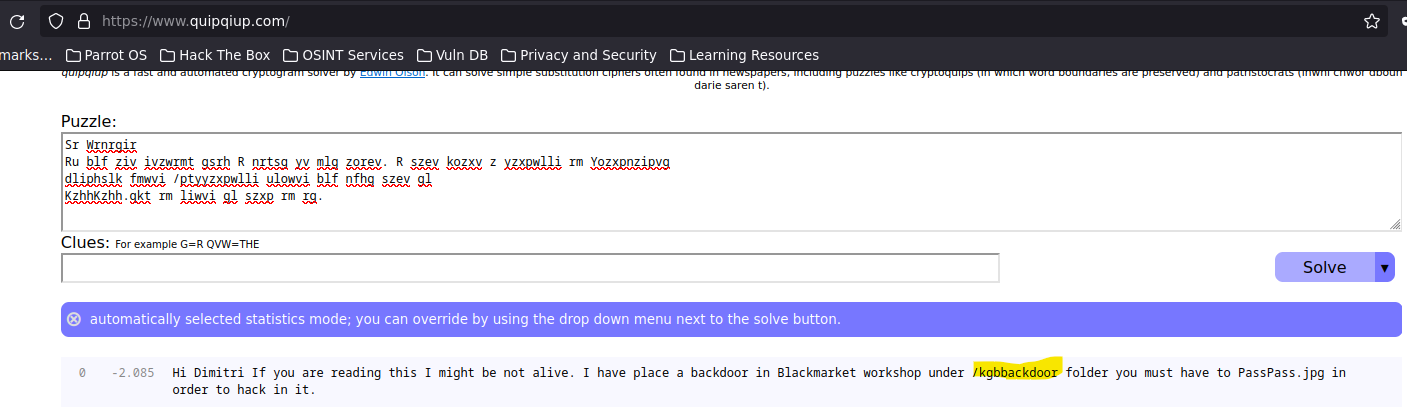 https://www.quipqiup.com/
marks... Parrot OS Hack The Box OSINT Services Vuln DB Privacy and Security Learning Resources
quipqiup is a fast and automated cryptogram solver by Edwin Olson. It can solve simple substitution ciphers often found in newspapers, including puzzles like cryptoquips (in which word boundaries are preserved) and patristocrats (inwhi chwor dboun
darie saren t).
Puzzle:
Sr Wrnrgir
Ru blf ziv ivzwrmt gsrh R nrtsg yv mlg zorev. R szev kozxv z yzxpwlli rm Yozxpnzipvg
dliphslk fmwvi /ptyyzxpwlli ulowvi blf nfhg szev gl
KzhhKzhh.qkt rm liwvi gl szxp rm rg.
Clues: For example G=R QVW=THE
Solve
automatically selected statistics mode; you can override by using the drop down menu next to the solve button.
0 -2.085 Hi Dimitri If you are reading this I might be not alive. I have place a backdoor in Blackmarket workshop under /kgbbackdoor folder you must have to PassPass.jpg in
order to hack in it.